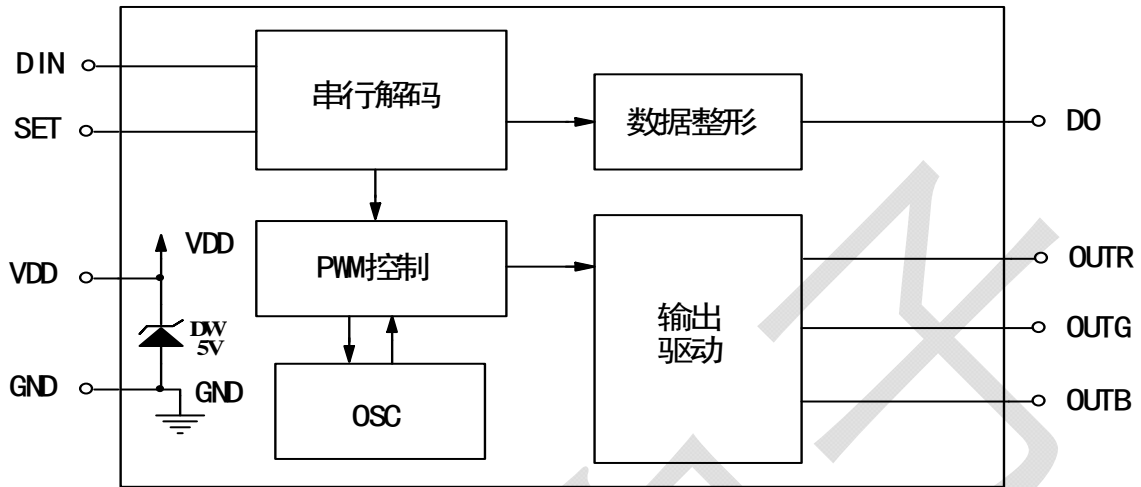 DIN
串行解码
SET
数据整形
DO
VDD
PWM控制
OUTR
VDD
DW
5V
输出
驱动
OUTG
GND
GND
OSC
OUTB